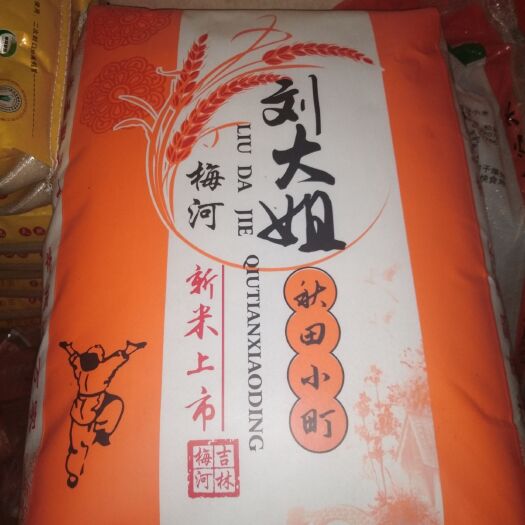 刘大姐
LIU DA JIE QIUTIANXIAODING
梅河
秋田小町
新米上市
吉林
梅河